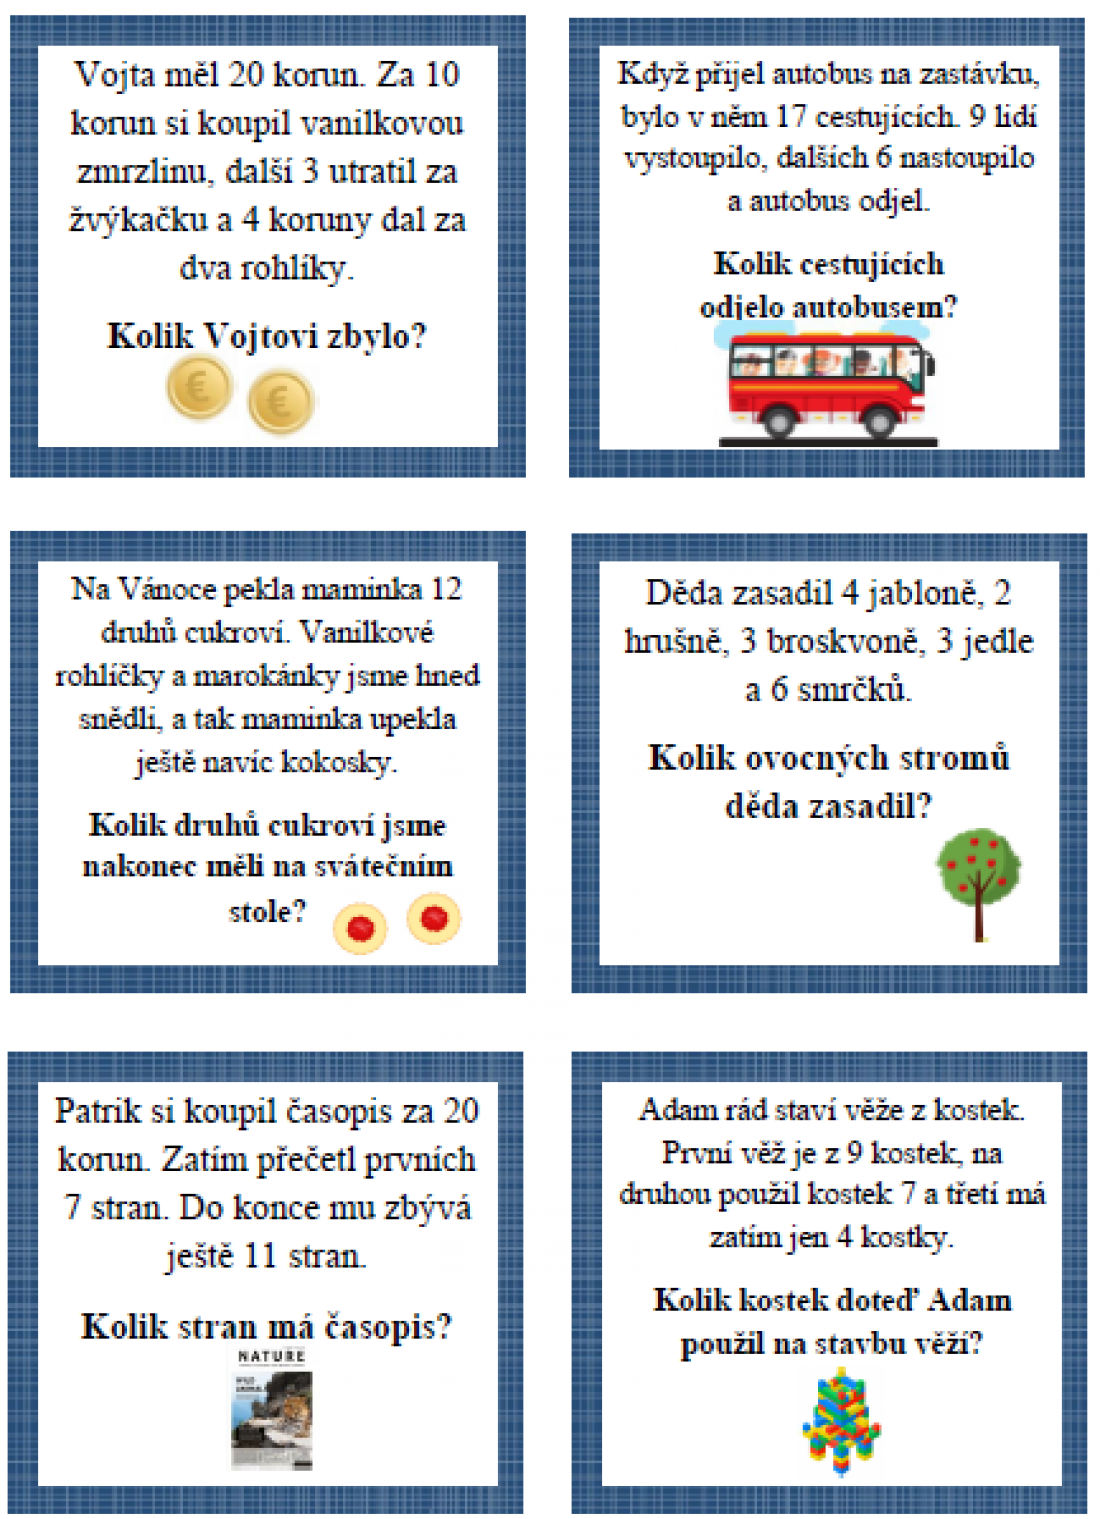 Vojta měl 20 korun. Za 10
korun si koupil vanilkovou
zmrzlinu, další 3 utratil za
žvýkačku a 4 koruny dal za
dva rohlíky.
Kolik Vojtovi zbylo?
€
€
Když přijel autobus na zastávku,
bylo v něm 17 cestujících. 9 lidí
vystoupilo, dalších 6 nastoupilo
a autobus odjel.
Kolik cestujících
odjelo autobusem?
Na Vánoce pekla maminka 12
druhů cukroví. Vanilkové
rohlíčky a marokánky jsme hned
snědli, a tak maminka upekla
ještě navíc kokosky.
Kolik druhů cukroví jsme
nakonec měli na svátečním
stole?
Děda zasadil 4 jabloně, 2
hrušně, 3 broskvoně, 3 jedle
a 6 smrčků.
Kolik ovocných stromů
děda zasadil?
Patrik si koupil časopis za 20
korun. Zatím přečetl prvních
7 stran. Do konce mu zbývá
ještě 11 stran.
Kolik stran má časopis?
NATURE
Adam rád staví věže z kostek.
První věž je z 9 kostek, na
druhou použil kostek 7 a třetí má
zatím jen 4 kostky.
Kolik kostek doteď Adam
použil na stavbu věží?